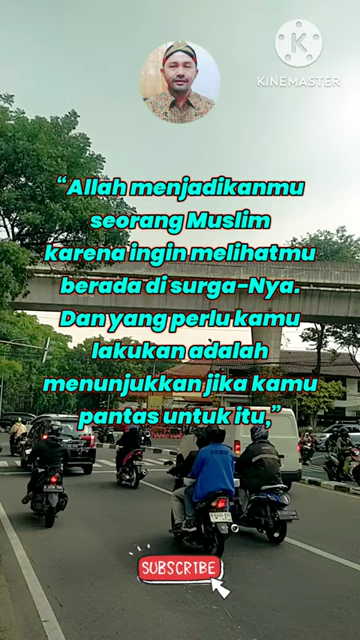 KINEMASTER
“Allah menjadikanmu
seorang Muslim
karena ingin melihatmu
berada di surga-Nya.
Dan yang perlu kamu
lakukan adalah
menunjukkan jika kamu
pantas untuk itu,”
SUBSCRIBE